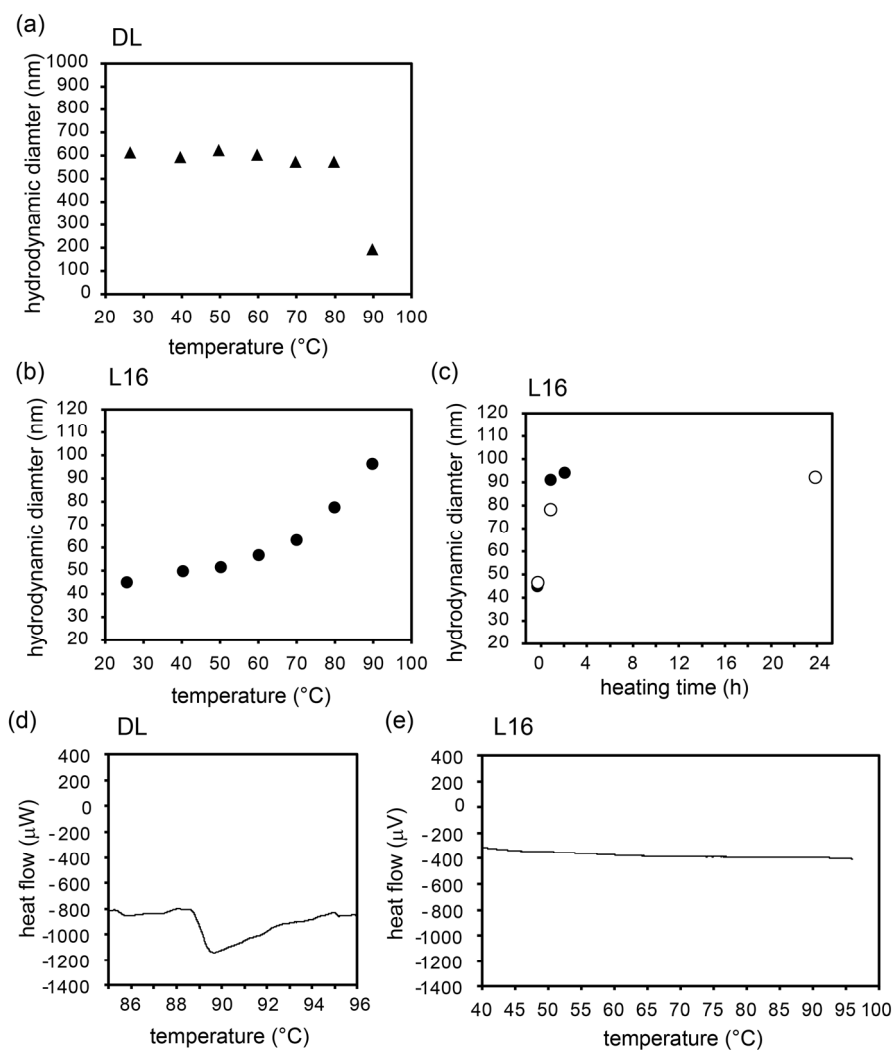 (a)
DL
hydrodynamic diamter (nm)
1000
900
800
700
600
500
400
300
200
100
0
20 30 40 50 60 70 80 90 100
temperature (°C)
(b)
L16
hydrodynamic diamter (nm)
120
110
100
90
80
70
60
50
40
30
20
20 30 40 50 60 70 80 90 100
temperature (°C)
(c)
L16
hydrodynamic diamter (nm)
120
110
100
90
80
70
60
50
40
30
20
0 4 8 12 16 20 24
heating time (h)
(d)
DL
heat flow (μW)
400
200
0
-200
-400
-600
-800
-1000
-1200
-1400
86 88 90 92 94 96
temperature (°C)
(e)
L16
heat flow (μV)
400
200
0
-200
-400
-600
-800
-1000
-1200
-1400
40 45 50 55 60 65 70 75 80 85 90 95 100
temperature (°C)